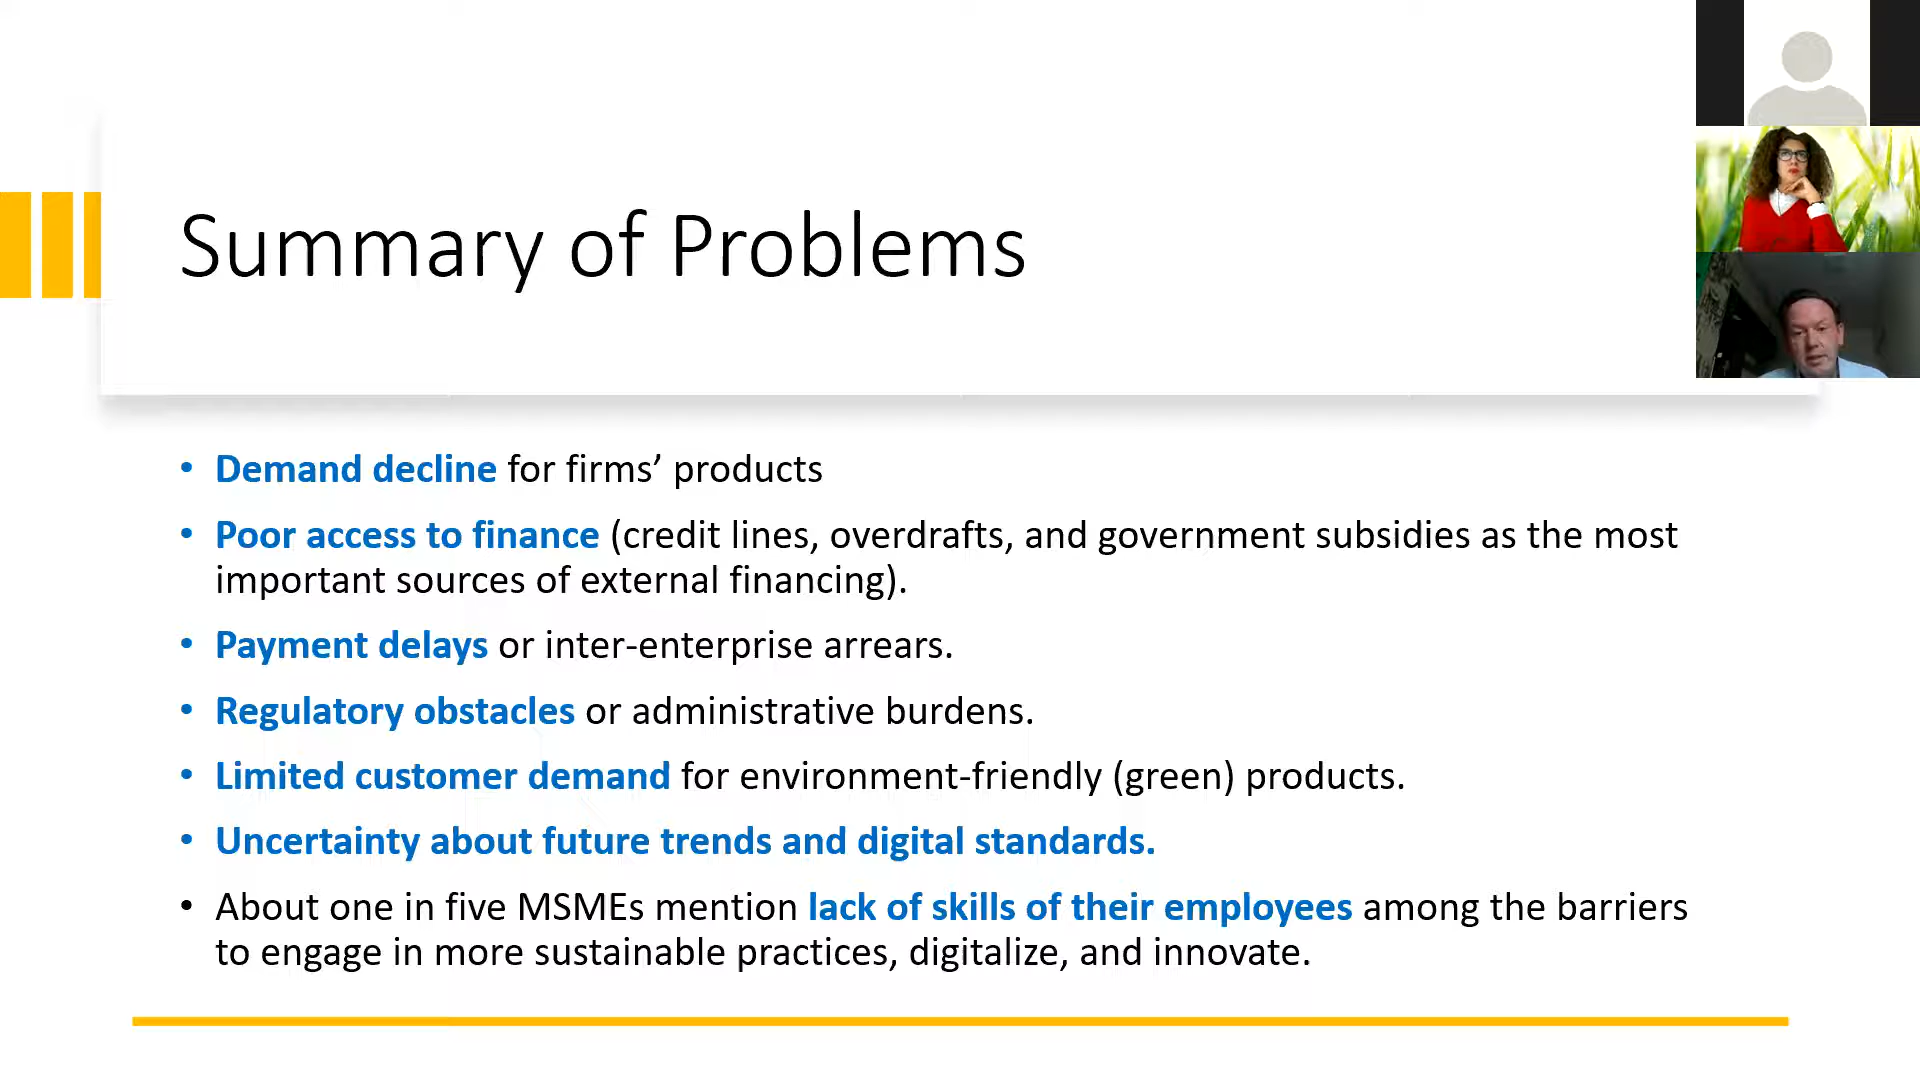 Summary of Problems
• Demand decline for firms’ products
• Poor access to finance (credit lines, overdrafts, and government subsidies as the most
important sources of external financing).
• Payment delays or inter-enterprise arrears.
• Regulatory obstacles or administrative burdens.
• Limited customer demand for environment-friendly (green) products.
• Uncertainty about future trends and digital standards.
• About one in five MSMEs mention lack of skills of their employees among the barriers
to engage in more sustainable practices, digitalize, and innovate.